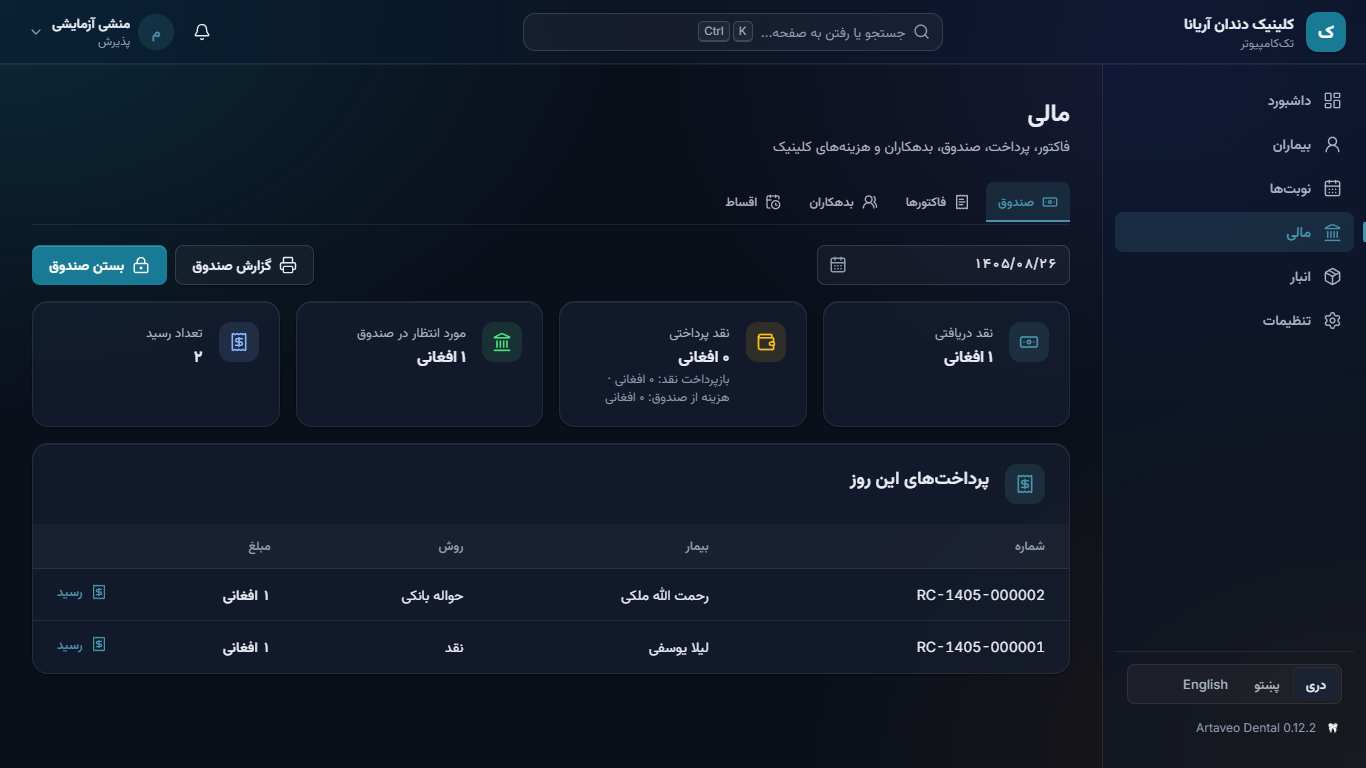 کلینیک دندان آریانا
تک‌کامپیوتر
جستجو یا رفتن به صفحه...
Ctrl K
م
منشی آزمایشی
پذیرش
داشبورد
بیماران
نوبت‌ها
مالی
انبار
تنظیمات
دری پښتو English
Artaveo Dental 0.12.2
مالی
فاکتور، پرداخت، صندوق، بدهکاران و هزینه‌های کلینیک
صندوق فاکتورها بدهکاران اقساط
۱۴۰۵/۰۸/۲۶
گزارش صندوق
بستن صندوق
نقد دریافتی
۱ افغانی
نقد پرداختی
۰ افغانی
بازپرداخت نقد: ۰ افغانی ·
هزینه از صندوق: ۰ افغانی
مورد انتظار در صندوق
۱ افغانی
تعداد رسید
۲
پرداخت‌های این روز
شماره بیمار روش مبلغ
RC-1405-000002 رحمت الله ملکی حواله بانکی ۱ افغانی رسید
RC-1405-000001 لیلا یوسفی نقد ۱ افغانی رسید
ک